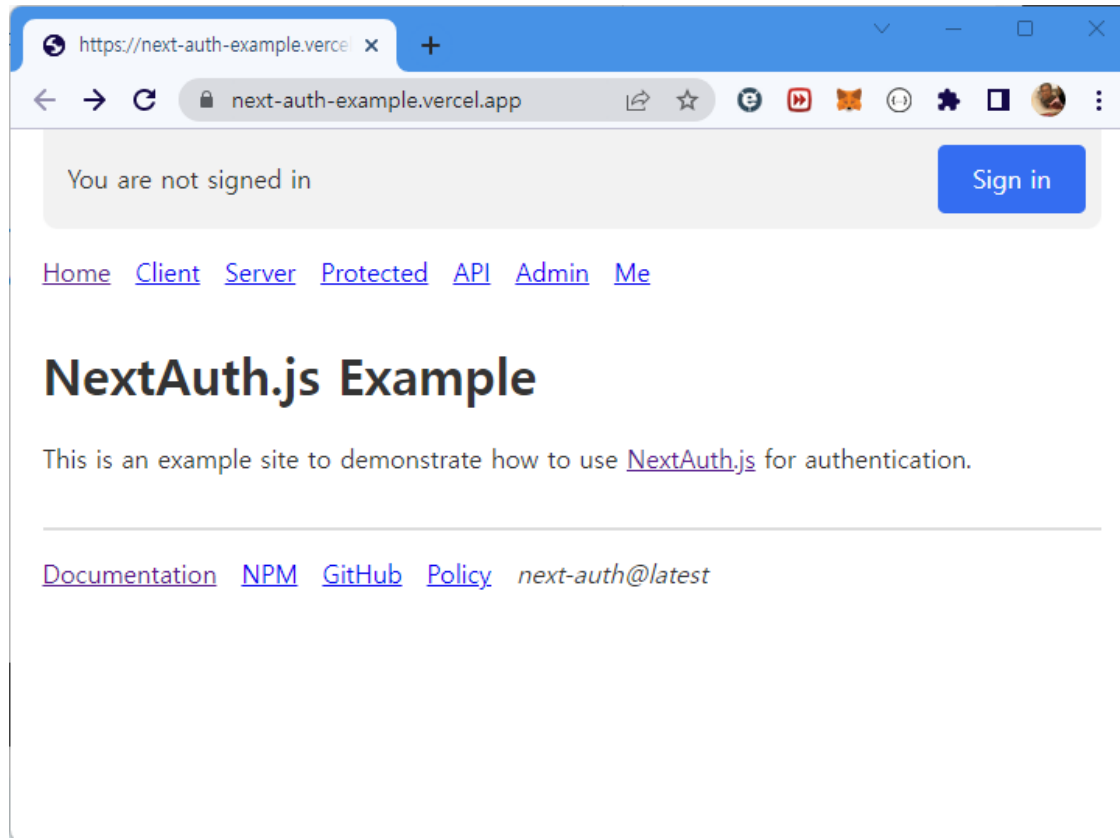 https://next-auth-example.verce
next-auth-example.vercel.app
You are not signed in
Sign in
Home Client Server Protected API Admin Me
NextAuth.js Example
This is an example site to demonstrate how to use NextAuth.js for authentication.
Documentation NPM GitHub Policy next-auth@latest